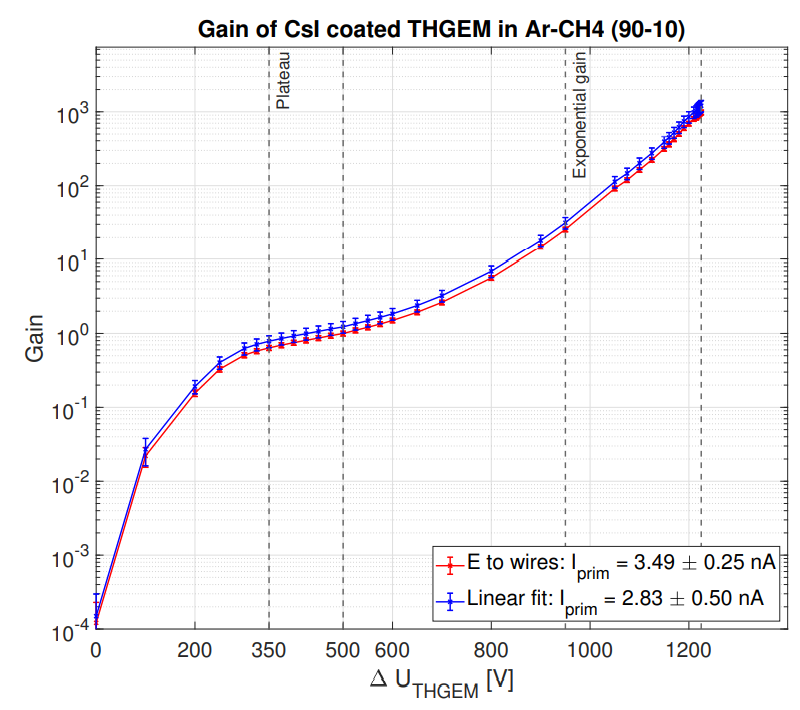 Gain of CsI coated THGEM in Ar-CH4 (90-10)
Plateau
Exponential gain
Gain
10^3
10^2
10^1
10^0
10^-1
10^-2
10^-3
10^-4
E to wires: I_prim = 3.49 ± 0.25 nA
Linear fit: I_prim = 2.83 ± 0.50 nA
0 200 350 500 600 800 1000 1200
Δ U_THGEM [V]